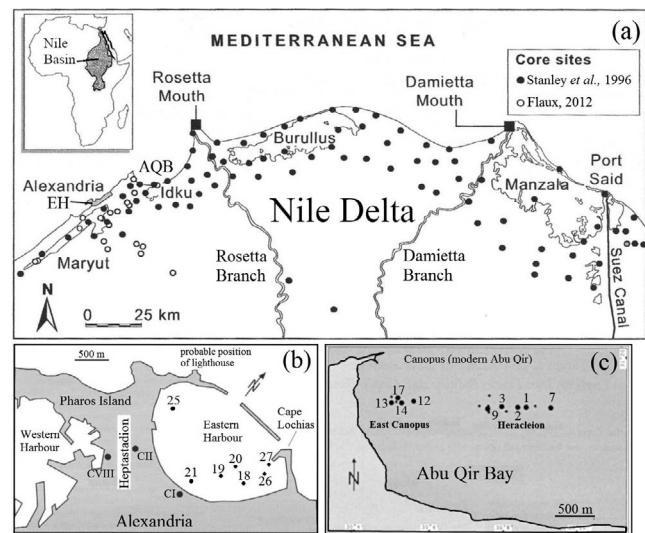 Nile
Basin
MEDITERRANEAN SEA
(a)
Core sites
Stanley et al., 1996
Flaux, 2012
Rosetta
Mouth
Damietta
Mouth
Burullus
Port
Said
AQB
Alexandria
EH
Idku
Manzala
Nile Delta
Maryut
Rosetta
Branch
Damietta
Branch
Suez Canal
N
0 25 km
500 m
probable position
of lighthouse
(b)
Pharos Island
25
Eastern
Harbour
Cape
Lochias
Western
Harbour
Heptastadion
CII
CVIII
20
27
19
21
18
26
CI
Alexandria
Canopus (modern Abu Qir)
(c)
17
13
14
12
3
1
7
9
2
East Canopus
Heracleion
N
Abu Qir Bay
500 m